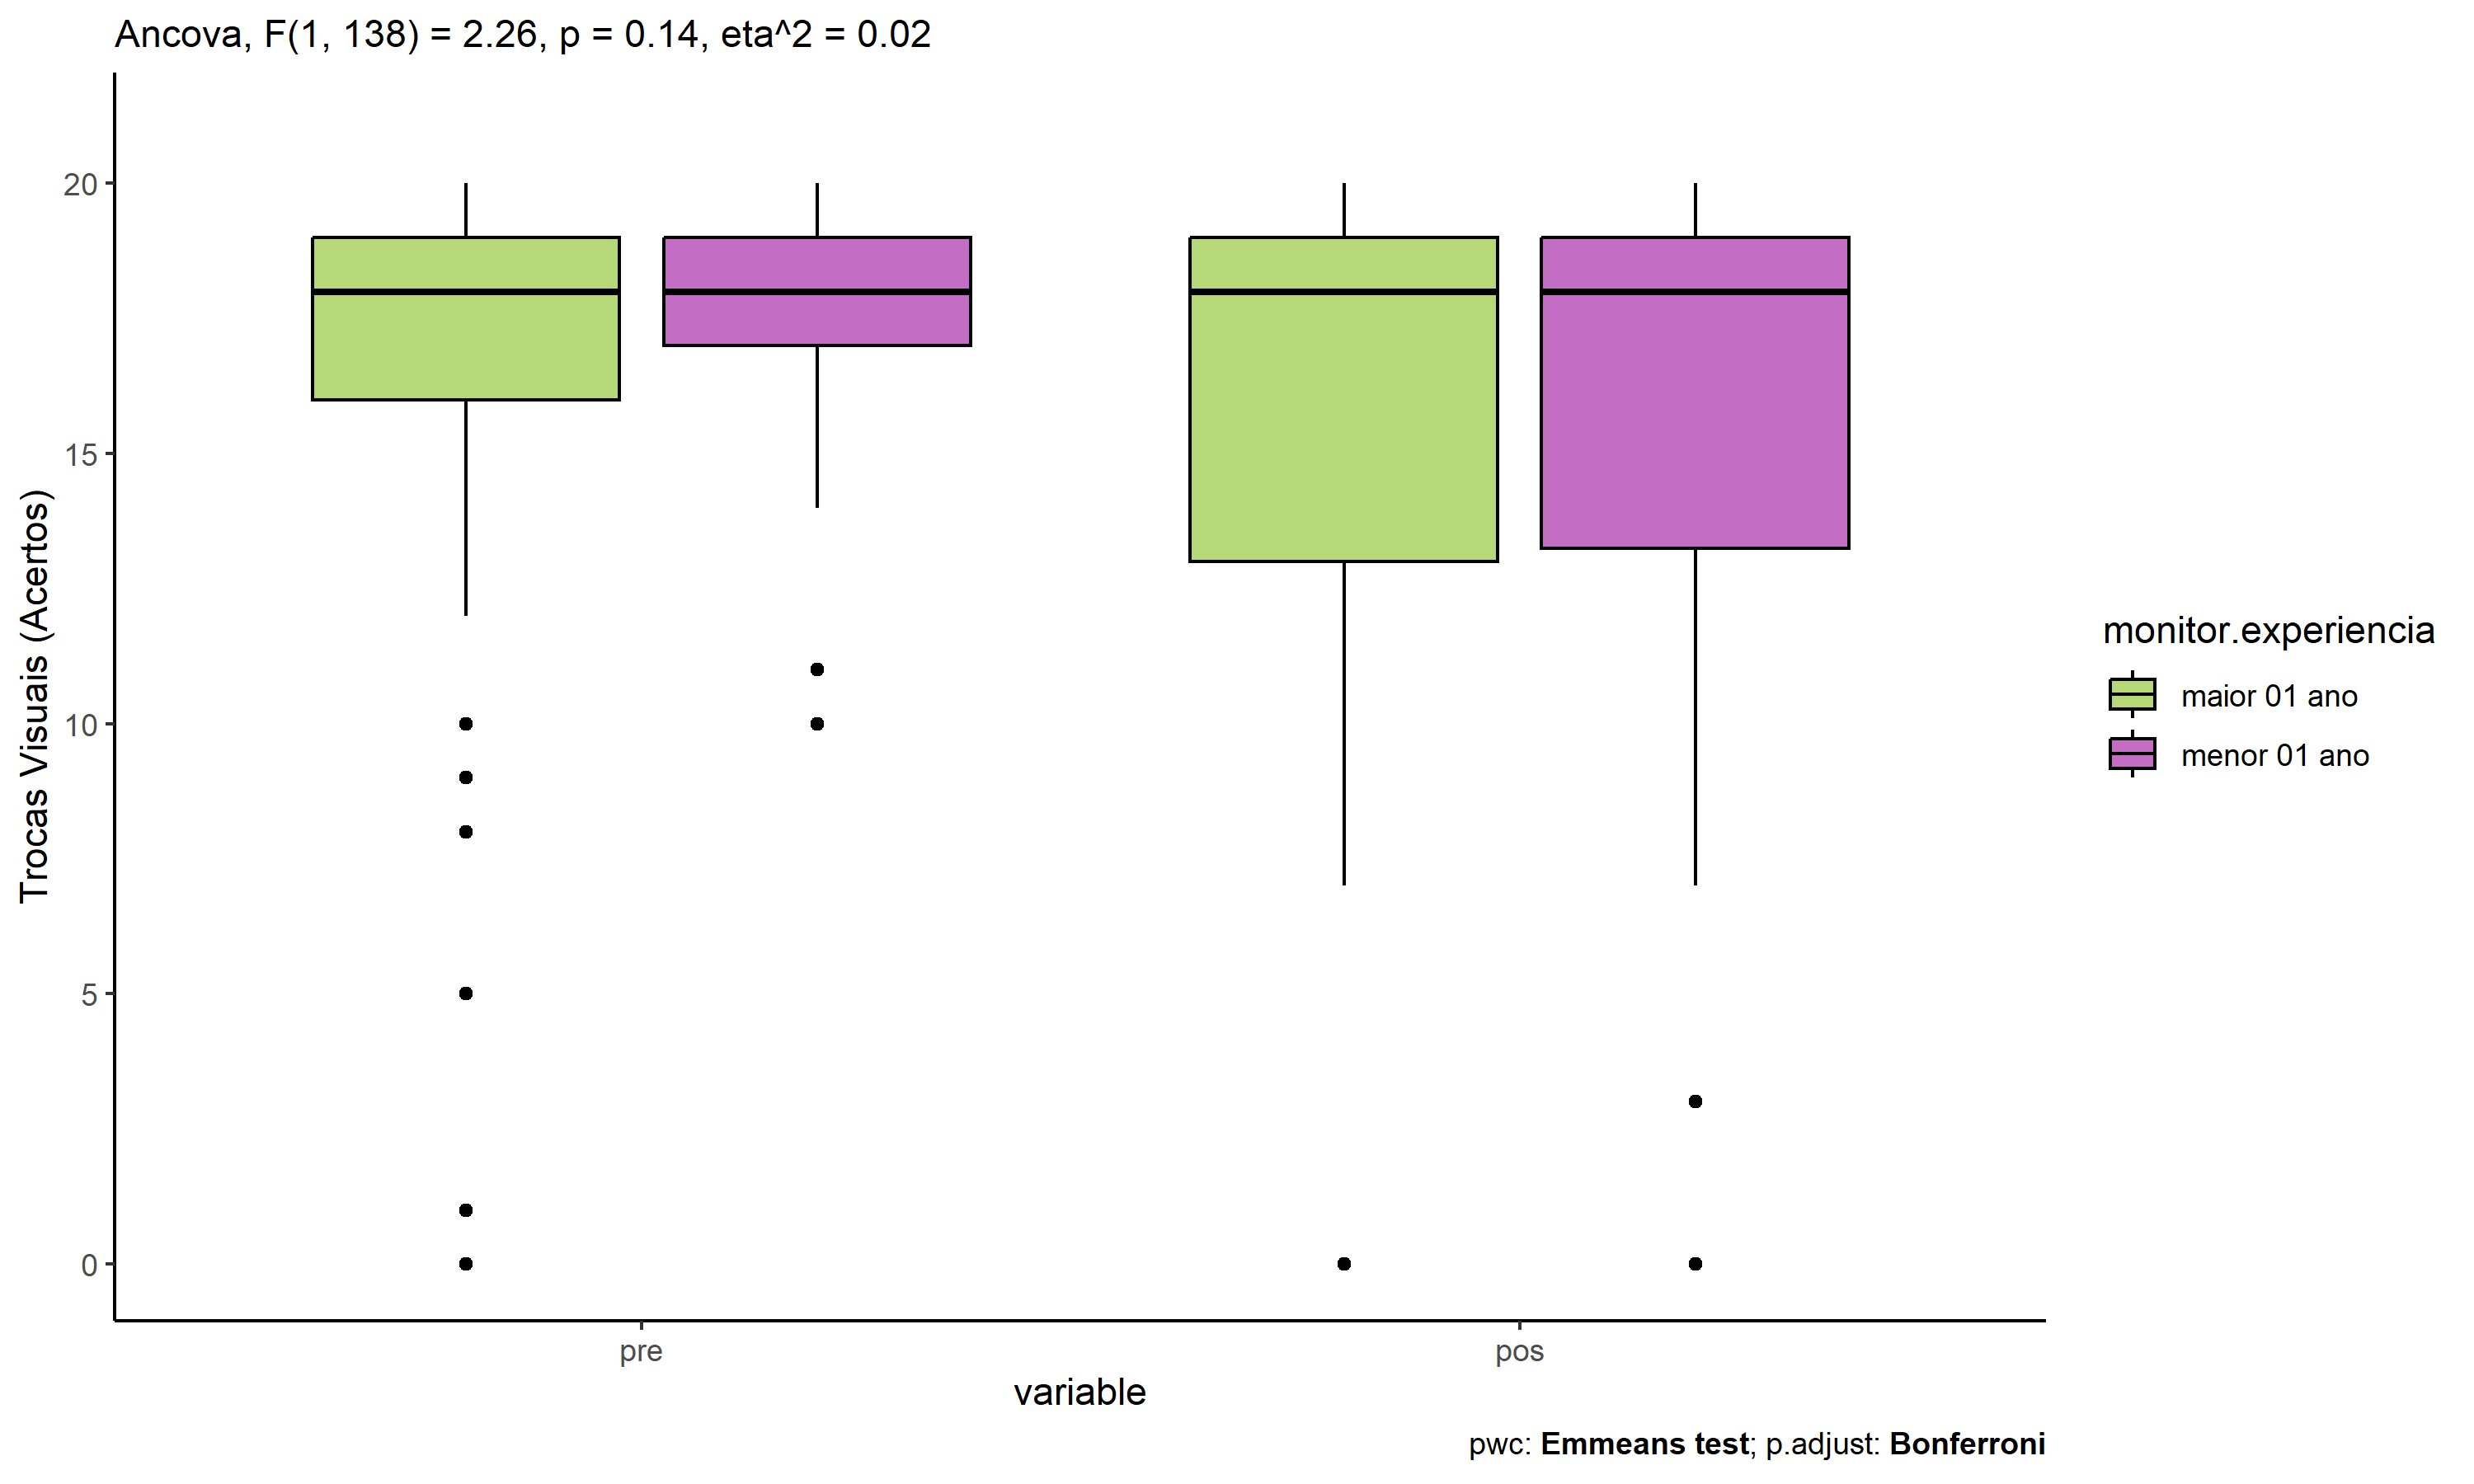 Ancova, F(1, 138) = 2.26, p = 0.14, eta^2 = 0.02
Trocas Visuais (Acertos)
20
15
10
5
0
pre
pos
variable
monitor.experiencia
maior 01 ano
menor 01 ano
pwc: Emmeans test; p.adjust: Bonferroni